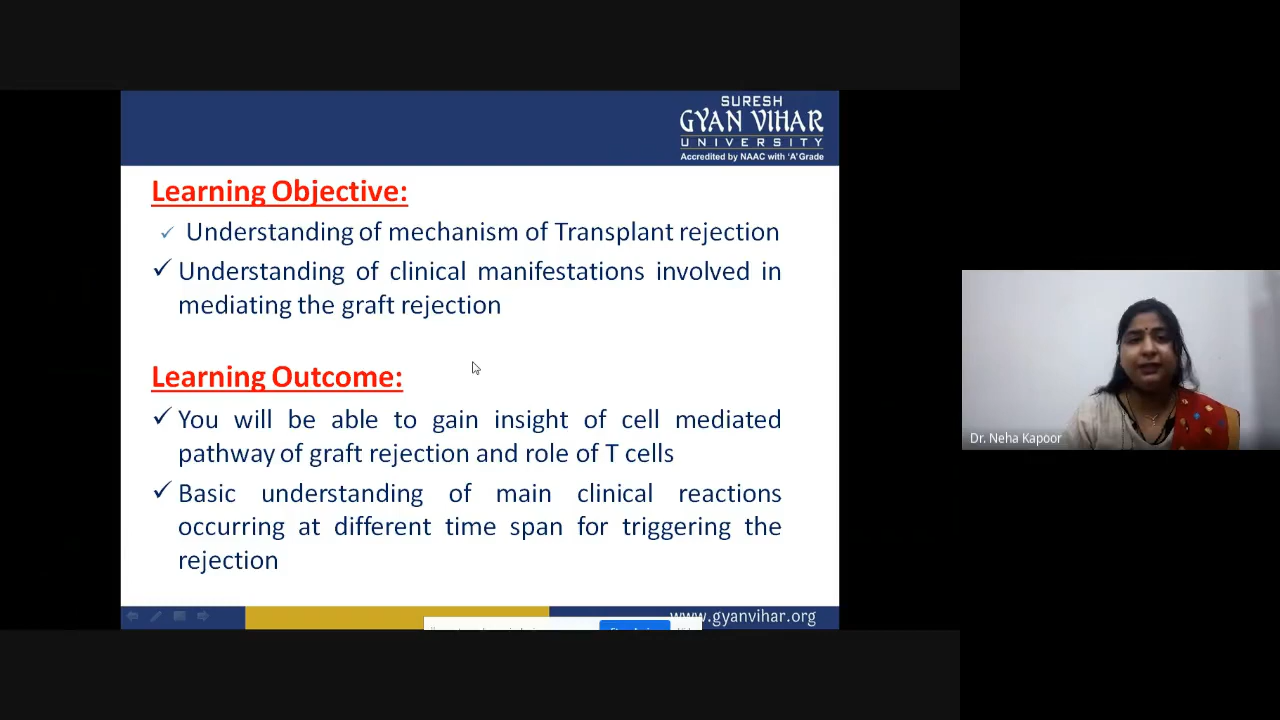 SURESH
GYAN VIHAR
UNIVERSITY
Accredited by NAAC with 'A' Grade
Learning Objective:
✓ Understanding of mechanism of Transplant rejection
✓ Understanding of clinical manifestations involved in
mediating the graft rejection
Learning Outcome:
✓ You will be able to gain insight of cell mediated
pathway of graft rejection and role of T cells
✓ Basic understanding of main clinical reactions
occurring at different time span for triggering the
rejection
www.gyanvihar.org
Dr. Neha Kapoor